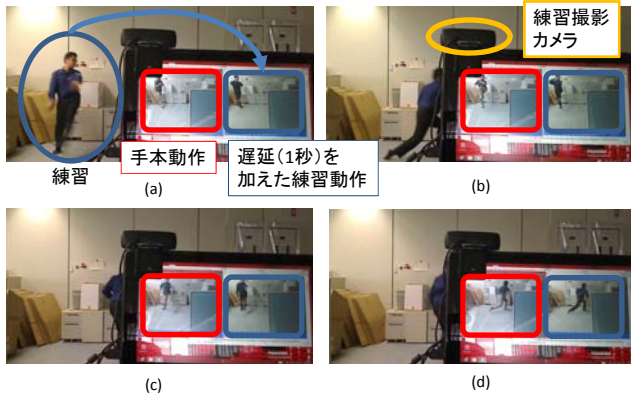 練習撮影
カメラ
手本動作
遅延(1秒)を
加えた練習動作
練習
(a)
(b)
(c)
(d)